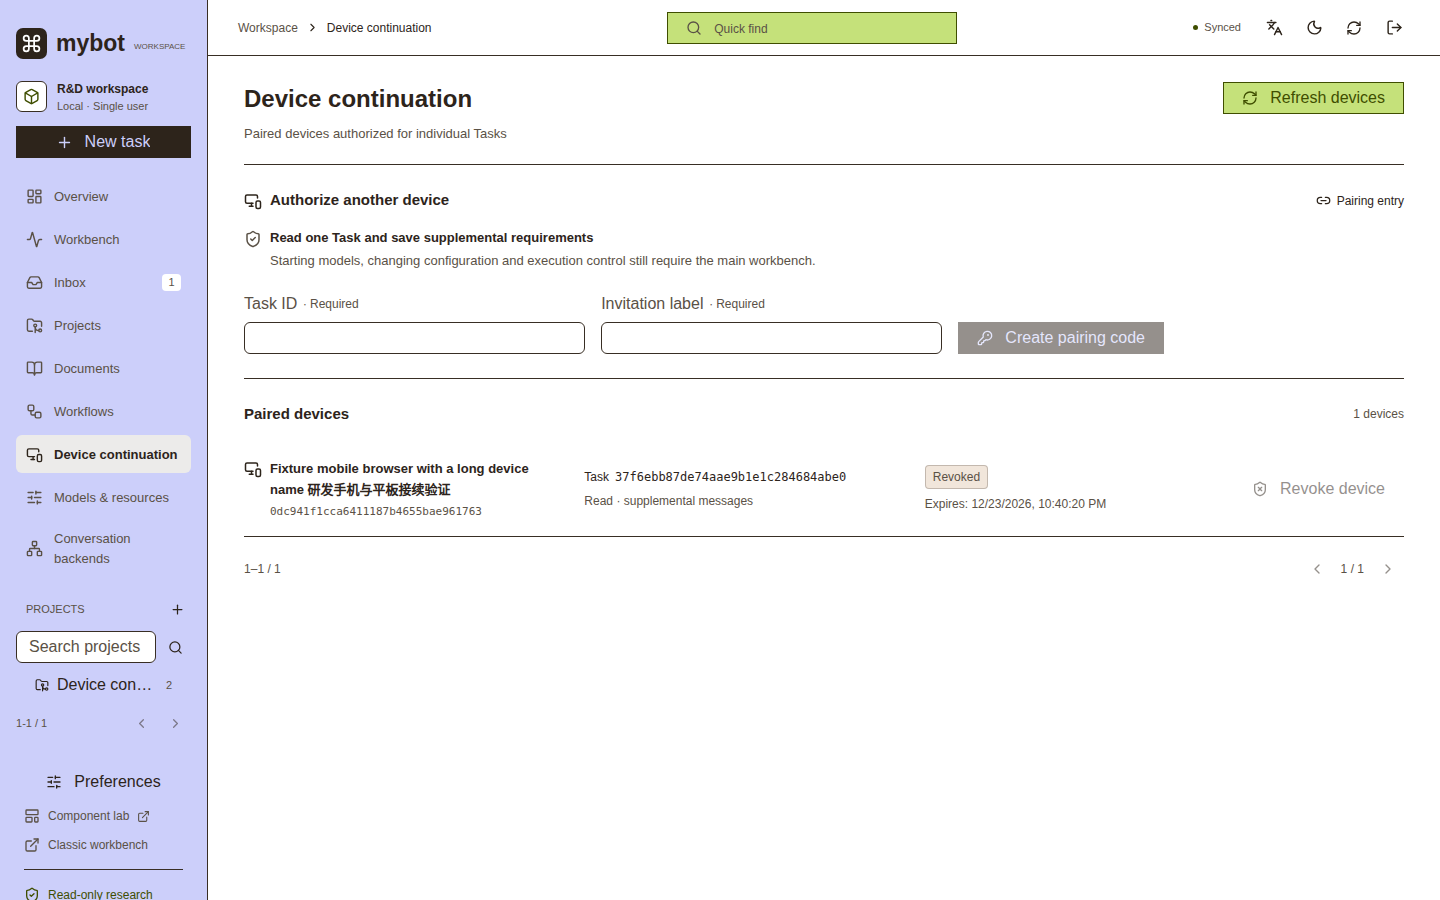 mybot WORKSPACE
R&D workspace
Local · Single user
New task
Overview
Workbench
Inbox 1
Projects
Documents
Workflows
Device continuation
Models & resources
Conversation
backends
PROJECTS
Search projects
Device con… 2
1-1 / 1
Preferences
Component lab
Classic workbench
Read-only research
Workspace Device continuation
Quick find
Synced
Device continuation
Refresh devices
Paired devices authorized for individual Tasks
Authorize another device
Pairing entry
Read one Task and save supplemental requirements
Starting models, changing configuration and execution control still require the main workbench.
Task ID · Required
Invitation label · Required
Create pairing code
Paired devices
1 devices
Fixture mobile browser with a long device
name 研发手机与平板接续验证
0dc941f1cca6411187b4655bae961763
Task 37f6ebb87de74aae9b1e1c284684abe0
Read · supplemental messages
Revoked
Expires: 12/23/2026, 10:40:20 PM
Revoke device
1–1 / 1
1 / 1